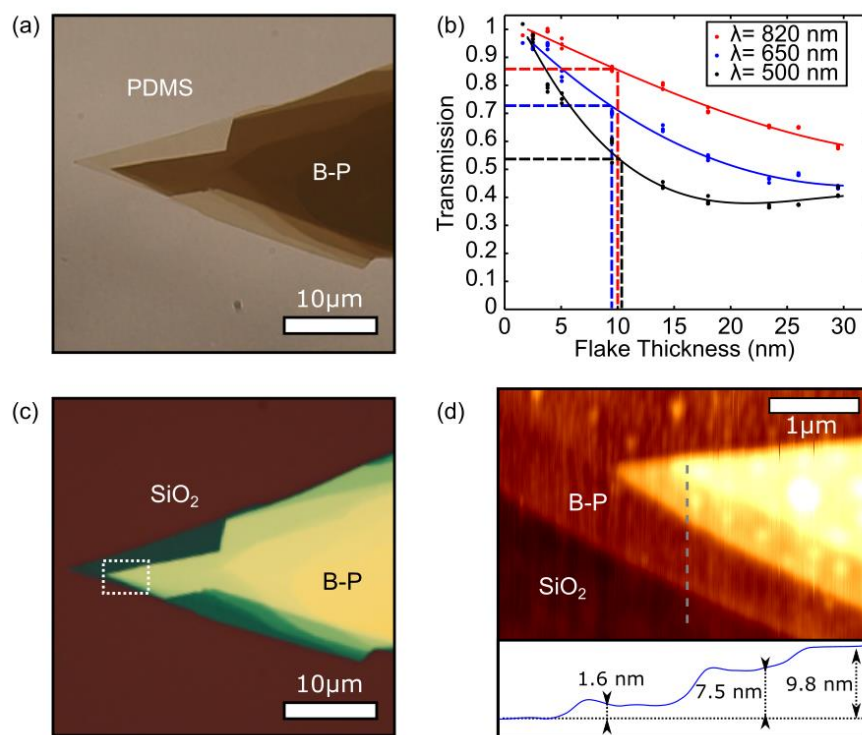 (a)
PDMS
B-P
10μm
(b)
1
0.9
0.8
0.7
0.6
0.5
0.4
0.3
0.2
0.1
0
Transmission
λ= 820 nm
λ= 650 nm
λ= 500 nm
0 5 10 15 20 25 30
Flake Thickness (nm)
(c)
SiO₂
B-P
10μm
(d)
1μm
B-P
SiO₂
1.6 nm
7.5 nm
9.8 nm